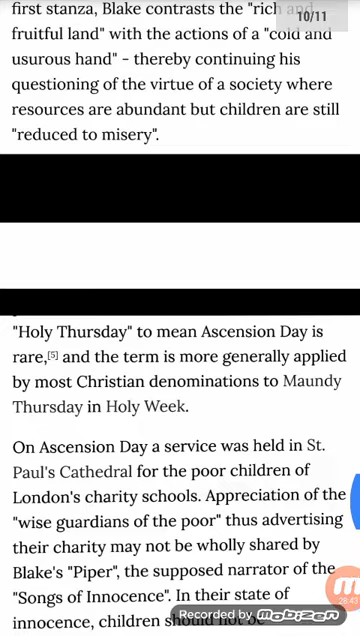 first stanza, Blake contrasts the "rich and
10/11
fruitful land" with the actions of a "cold and
usurous hand" - thereby continuing his
questioning of the virtue of a society where
resources are abundant but children are still
"reduced to misery".
"Holy Thursday" to mean Ascension Day is
rare,[5] and the term is more generally applied
by most Christian denominations to Maundy
Thursday in Holy Week.
On Ascension Day a service was held in St.
Paul's Cathedral for the poor children of
London's charity schools. Appreciation of the
"wise guardians of the poor" thus advertising
their charity may not be wholly shared by
Blake's "Piper", the supposed narrator of the
"Songs of Innocence". In their state of
28:43
innocence, children should not be
Recorded by Mobizen